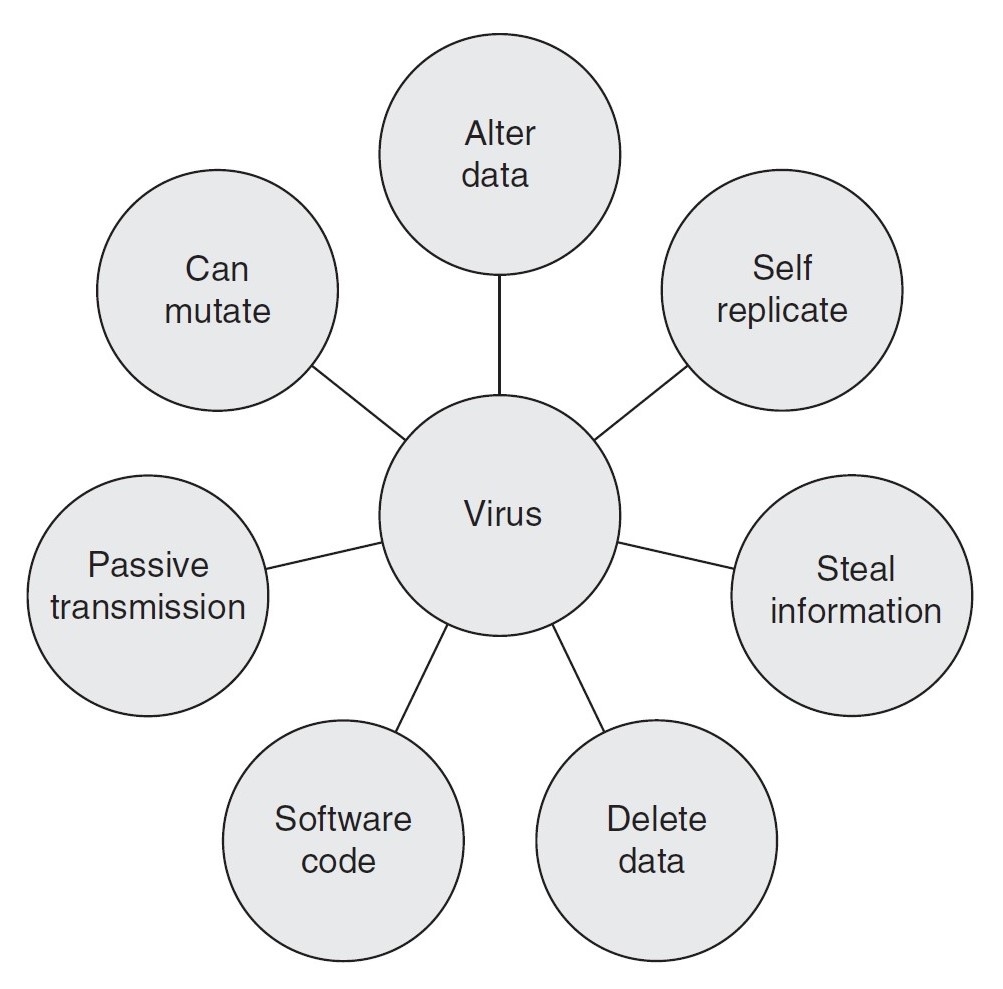 Alter
data
Can
mutate
Self
replicate
Virus
Passive
transmission
Steal
information
Software
code
Delete
data